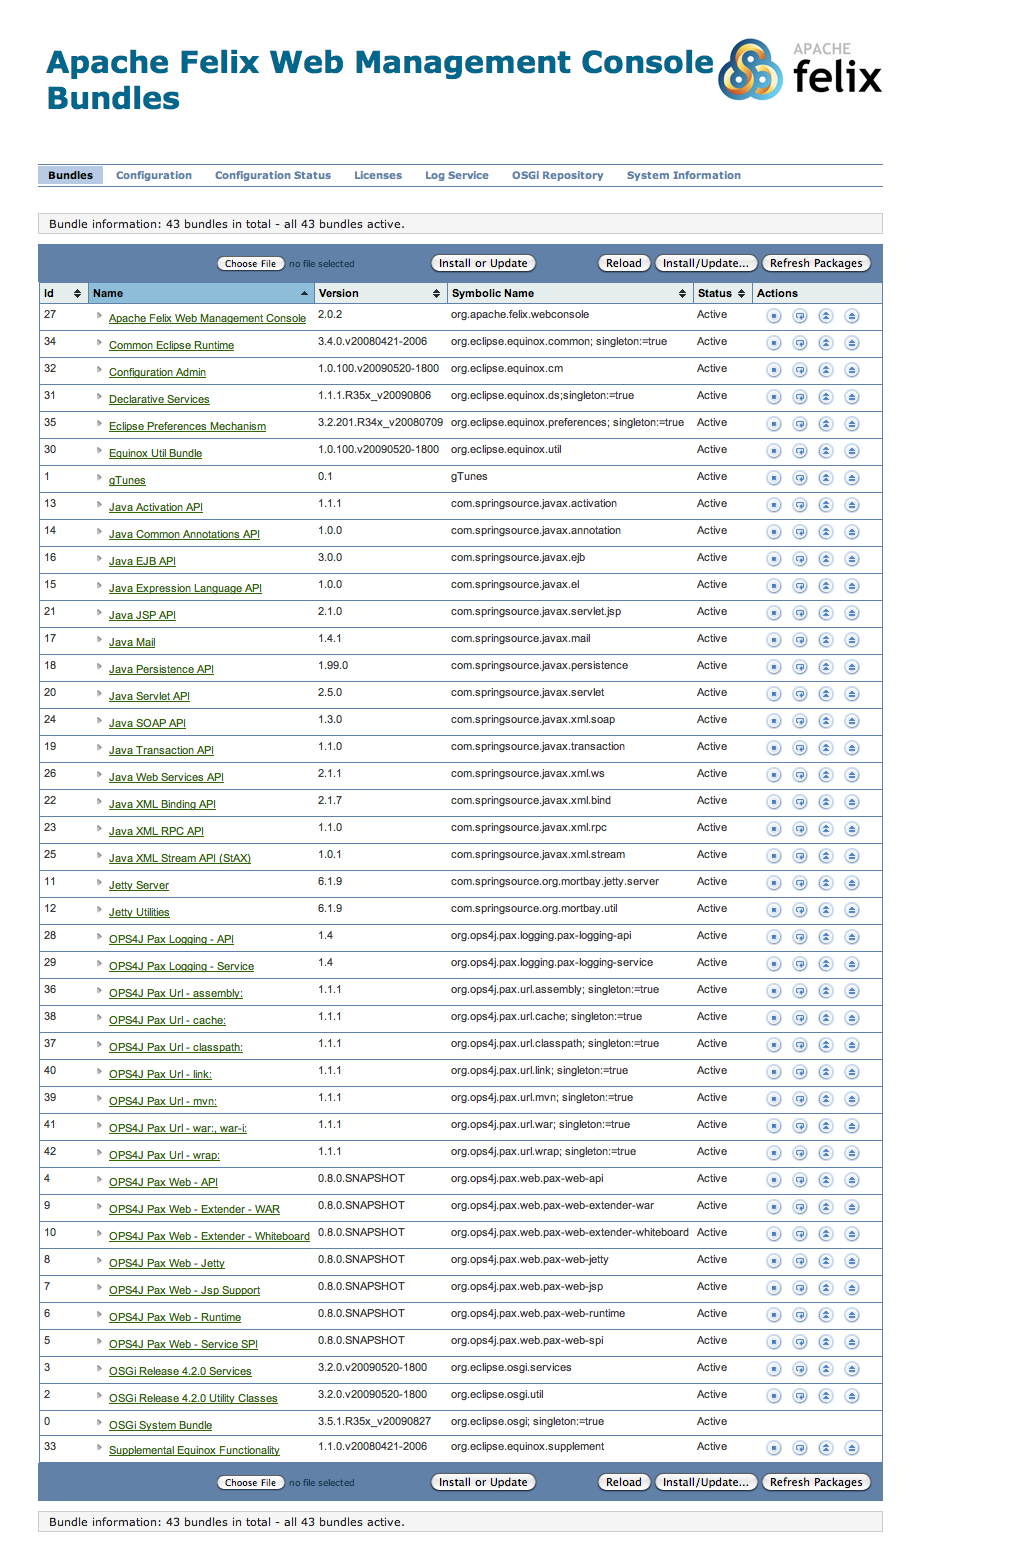 Apache Felix Web Management Console
Bundles
APACHE
felix
Bundles Configuration Configuration Status Licenses Log Service OSGi Repository System Information
Bundle information: 43 bundles in total - all 43 bundles active.
Choose File no file selected Install or Update Reload Install/Update... Refresh Packages
Id Name Version Symbolic Name Status Actions
27 Apache Felix Web Management Console 2.0.2 org.apache.felix.webconsole Active
34 Common Eclipse Runtime 3.4.0.v20080421-2006 org.eclipse.equinox.common; singleton:=true Active
32 Configuration Admin 1.0.100.v20090520-1800 org.eclipse.equinox.cm Active
31 Declarative Services 1.1.1.R35x_v20090806 org.eclipse.equinox.ds;singleton:=true Active
35 Eclipse Preferences Mechanism 3.2.201.R34x_v20080709 org.eclipse.equinox.preferences; singleton:=true Active
30 Equinox Util Bundle 1.0.100.v20090520-1800 org.eclipse.equinox.util Active
1 gTunes 0.1 gTunes Active
13 Java Activation API 1.1.1 com.springsource.javax.activation Active
14 Java Common Annotations API 1.0.0 com.springsource.javax.annotation Active
16 Java EJB API 3.0.0 com.springsource.javax.ejb Active
15 Java Expression Language API 1.0.0 com.springsource.javax.el Active
21 Java JSP API 2.1.0 com.springsource.javax.servlet.jsp Active
17 Java Mail 1.4.1 com.springsource.javax.mail Active
18 Java Persistence API 1.99.0 com.springsource.javax.persistence Active
20 Java Servlet API 2.5.0 com.springsource.javax.servlet Active
24 Java SOAP API 1.3.0 com.springsource.javax.xml.soap Active
19 Java Transaction API 1.1.0 com.springsource.javax.transaction Active
26 Java Web Services API 2.1.1 com.springsource.javax.xml.ws Active
22 Java XML Binding API 2.1.7 com.springsource.javax.xml.bind Active
23 Java XML RPC API 1.1.0 com.springsource.javax.xml.rpc Active
25 Java XML Stream API (StAX) 1.0.1 com.springsource.javax.xml.stream Active
11 Jetty Server 6.1.9 com.springsource.org.mortbay.jetty.server Active
12 Jetty Utilities 6.1.9 com.springsource.org.mortbay.util Active
28 OPS4J Pax Logging - API 1.4 org.ops4j.pax.logging.pax-logging-api Active
29 OPS4J Pax Logging - Service 1.4 org.ops4j.pax.logging.pax-logging-service Active
36 OPS4J Pax Url - assembly: 1.1.1 org.ops4j.pax.url.assembly; singleton:=true Active
38 OPS4J Pax Url - cache: 1.1.1 org.ops4j.pax.url.cache; singleton:=true Active
37 OPS4J Pax Url - classpath: 1.1.1 org.ops4j.pax.url.classpath; singleton:=true Active
40 OPS4J Pax Url - link: 1.1.1 org.ops4j.pax.url.link; singleton:=true Active
39 OPS4J Pax Url - mvn: 1.1.1 org.ops4j.pax.url.mvn; singleton:=true Active
41 OPS4J Pax Url - war:, war-i: 1.1.1 org.ops4j.pax.url.war; singleton:=true Active
42 OPS4J Pax Url - wrap: 1.1.1 org.ops4j.pax.url.wrap; singleton:=true Active
4 OPS4J Pax Web - API 0.8.0.SNAPSHOT org.ops4j.pax.web.pax-web-api Active
9 OPS4J Pax Web - Extender - WAR 0.8.0.SNAPSHOT org.ops4j.pax.web.pax-web-extender-war Active
10 OPS4J Pax Web - Extender - Whiteboard 0.8.0.SNAPSHOT org.ops4j.pax.web.pax-web-extender-whiteboard Active
8 OPS4J Pax Web - Jetty 0.8.0.SNAPSHOT org.ops4j.pax.web.pax-web-jetty Active
7 OPS4J Pax Web - Jsp Support 0.8.0.SNAPSHOT org.ops4j.pax.web.pax-web-jsp Active
6 OPS4J Pax Web - Runtime 0.8.0.SNAPSHOT org.ops4j.pax.web.pax-web-runtime Active
5 OPS4J Pax Web - Service SPI 0.8.0.SNAPSHOT org.ops4j.pax.web.pax-web-spi Active
3 OSGi Release 4.2.0 Services 3.2.0.v20090520-1800 org.eclipse.osgi.services Active
2 OSGi Release 4.2.0 Utility Classes 3.2.0.v20090520-1800 org.eclipse.osgi.util Active
0 OSGi System Bundle 3.5.1.R35x_v20090827 org.eclipse.osgi; singleton:=true Active
33 Supplemental Equinox Functionality 1.1.0.v20080421-2006 org.eclipse.equinox.supplement Active
Choose File no file selected Install or Update Reload Install/Update... Refresh Packages
Bundle information: 43 bundles in total - all 43 bundles active.